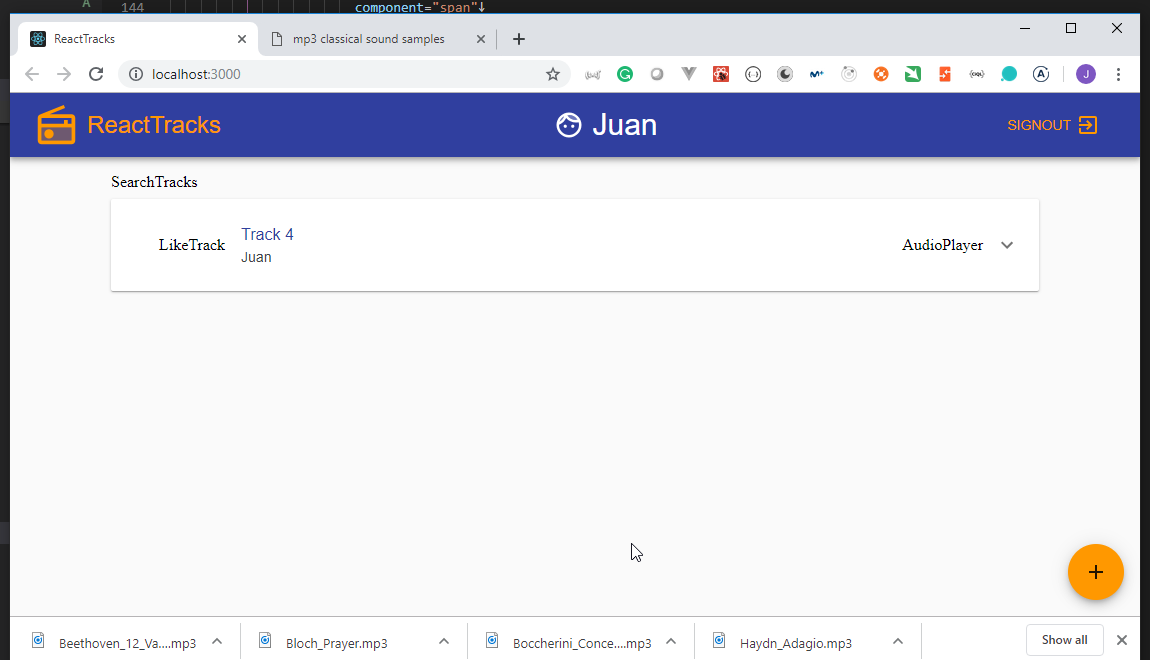 A 144 component="span"↓
ReactTracks mp3 classical sound samples
localhost:3000
ReactTracks Juan SIGNOUT
SearchTracks
LikeTrack
Track 4
Juan
AudioPlayer
Beethoven_12_Va....mp3 Bloch_Prayer.mp3 Boccherini_Conce....mp3 Haydn_Adagio.mp3 Show all